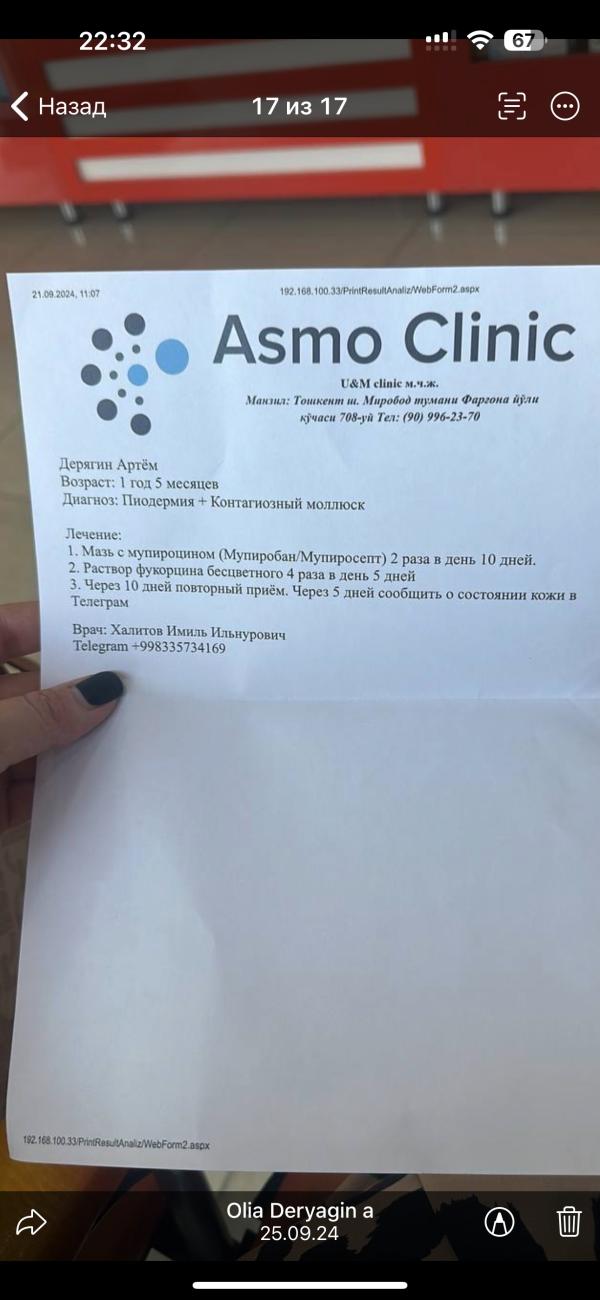 22:32
67
Назад
17 из 17
21.09.2024, 11:07
192.168.100.33/PrintResultAnaliz/WebForm2.aspx
Asmo Clinic
U&M clinic м.ч.ж.
Манзил: Тошкент ш. Миробод тумани Фаргона йўли
кўчаси 708-уй Тел: (90) 996-23-70
Дерягин Артём
Возраст: 1 год 5 месяцев
Диагноз: Пиодермия + Контагиозный моллюск
Лечение:
1. Мазь с мупироцином (Мупиробан/Мупиросепт) 2 раза в день 10 дней.
2. Раствор фукорцина бесцветного 4 раза в день 5 дней
3. Через 10 дней повторный приём. Через 5 дней сообщить о состоянии кожи в
Телеграм
Врач: Халитов Имиль Ильнурович
Telegram +998335734169
192.168.100.33/PrintResultAnaliz/WebForm2.aspx
Olia Deryagin a
25.09.24